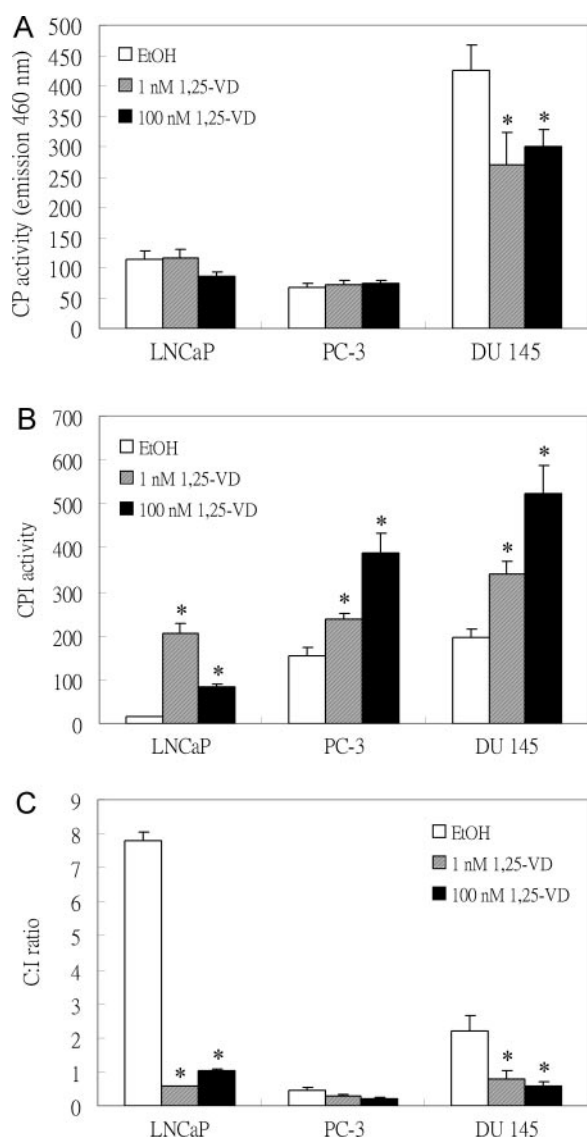 A
500
450
400
350
300
250
200
150
100
50
0
CP activity (emission 460 nm)
EtOH
1 nM 1,25-VD
100 nM 1,25-VD
* *
LNCaP PC-3 DU 145
B
700
600
500
400
300
200
100
0
CPI activity
EtOH
1 nM 1,25-VD
100 nM 1,25-VD
* * * * * *
LNCaP PC-3 DU 145
C
9
8
7
6
5
4
3
2
1
0
C:I ratio
EtOH
1 nM 1,25-VD
100 nM 1,25-VD
* * * *
LNCaP PC-3 DU 145